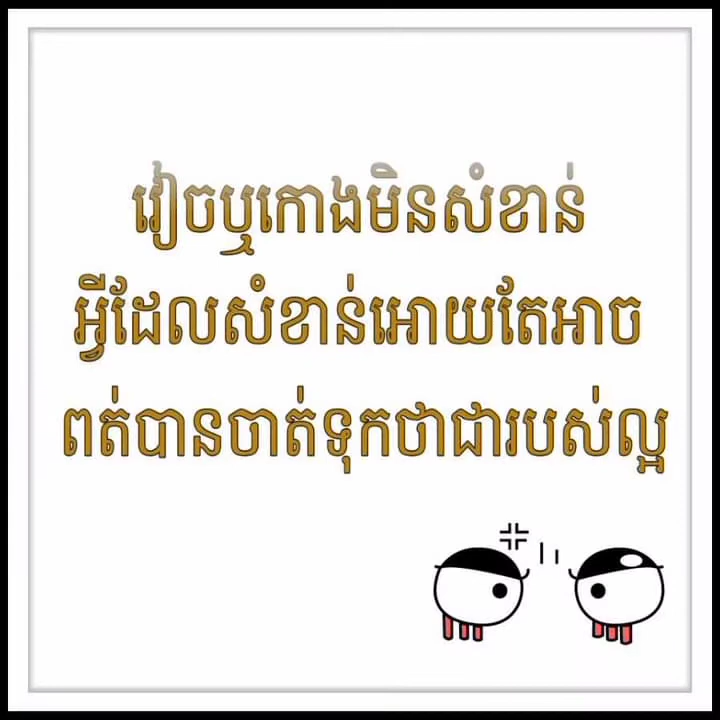 វៀចឬកោងមិនសំខាន់
អ្វីដែលសំខាន់អោយតែអាច
ពត់បានចាត់ទុកថាជារបស់ល្អ